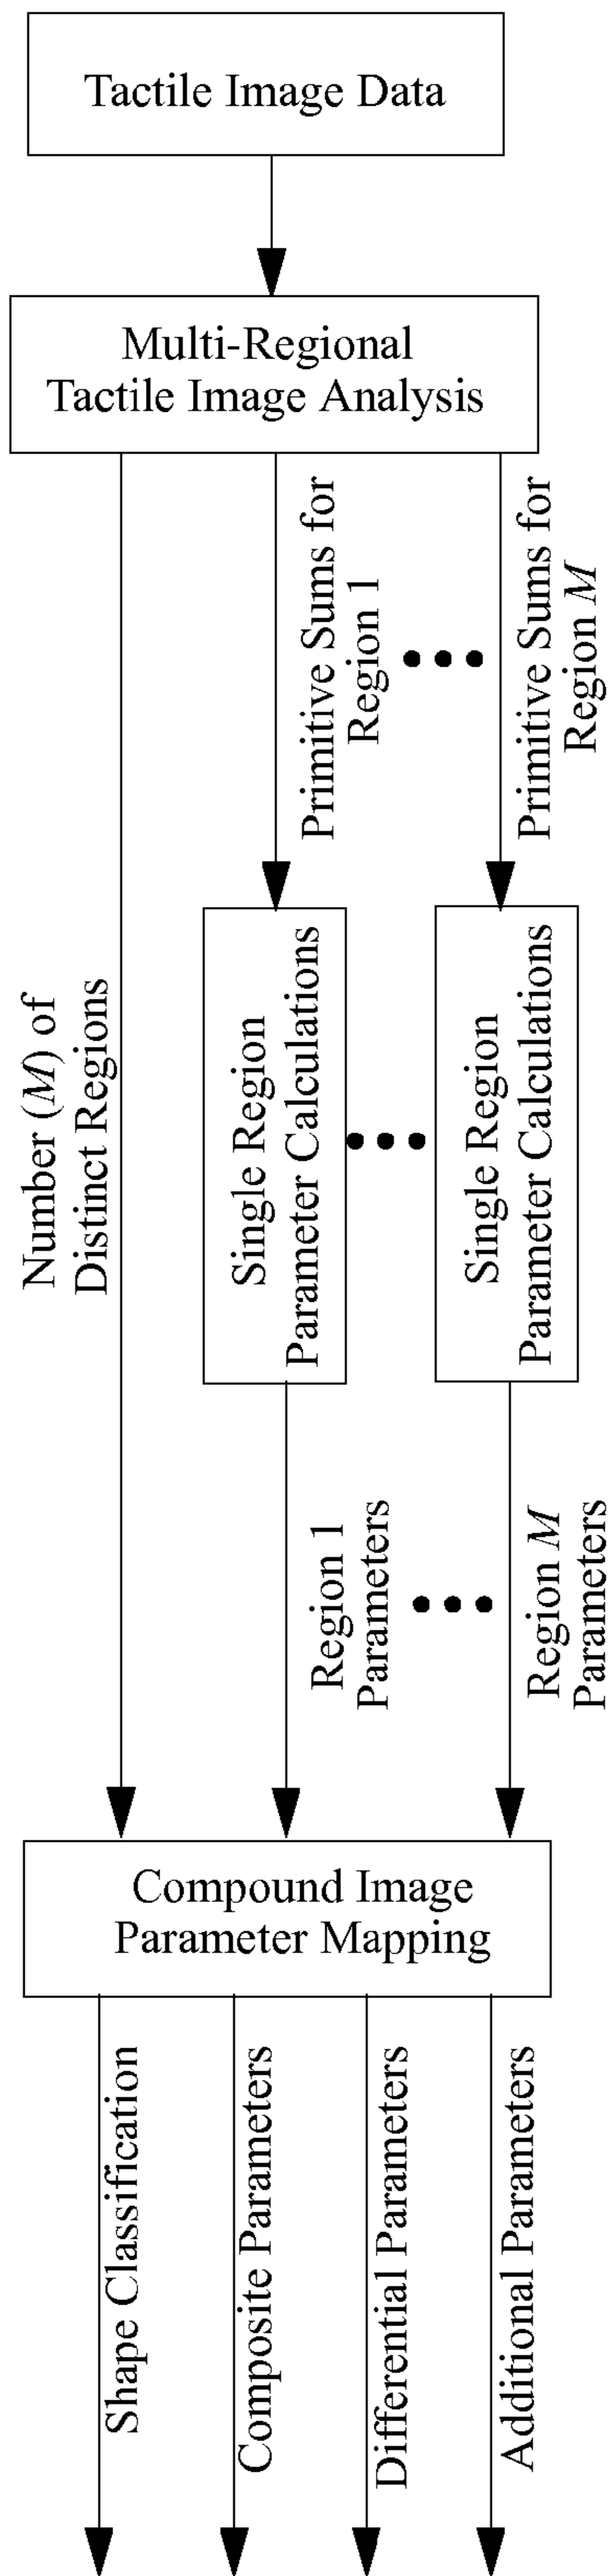 Tactile Image Data
Multi-Regional
Tactile Image Analysis
Primitive Sums for
Region 1
Primitive Sums for
Region M
Number (M) of
Distinct Regions
Single Region
Parameter Calculations
Single Region
Parameter Calculations
Region 1
Parameters
Region M
Parameters
Compound Image
Parameter Mapping
Shape Classification
Composite Parameters
Differential Parameters
Additional Parameters